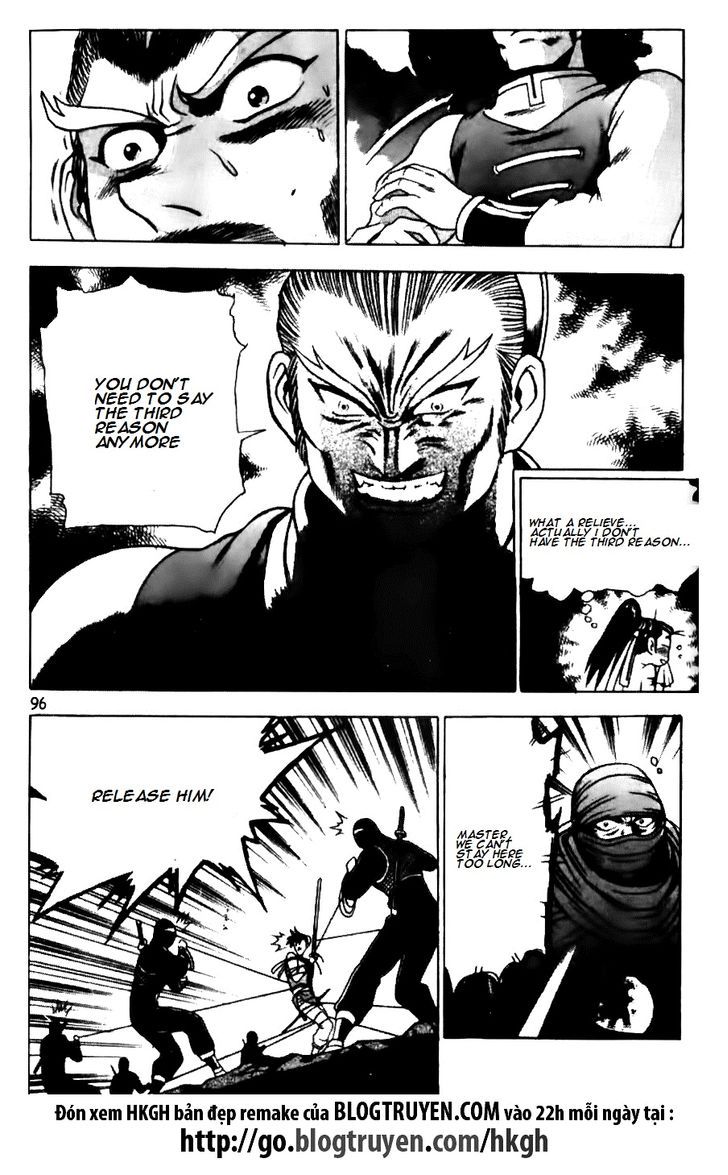 YOU DON'T
NEED TO SAY
THE THIRD
REASON
ANYMORE
WHAT A RELIEVE...
ACTUALLY I DON'T
HAVE THE THIRD REASON...
96
RELEASE HIM!
MASTER,
WE CAN'T
STAY HERE
TOO LONG...
Đón xem HKGH bản đẹp remake của BLOGTRUYEN.COM vào 22h mỗi ngày tại :
http://go.blogtruyen.com/hkgh